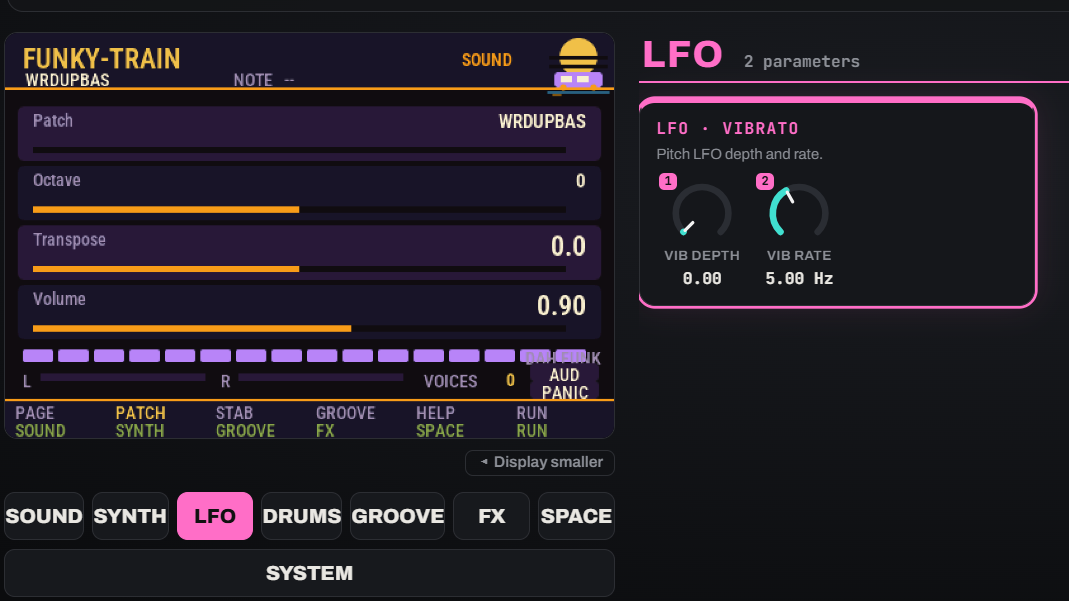 FUNKY-TRAIN
SOUND
WRDUPBAS
NOTE --
Patch
WRDUPBAS
Octave
0
Transpose
0.0
Volume
0.90
DAH FUNK
L
R
VOICES
0
AUD
PANIC
PAGE
PATCH
STAB
GROOVE
HELP
RUN
SOUND
SYNTH
GROOVE
FX
SPACE
RUN
◂ Display smaller
SOUND
SYNTH
LFO
DRUMS
GROOVE
FX
SPACE
SYSTEM
LFO
2 parameters
LFO · VIBRATO
Pitch LFO depth and rate.
1
2
VIB DEPTH
VIB RATE
0.00
5.00 Hz